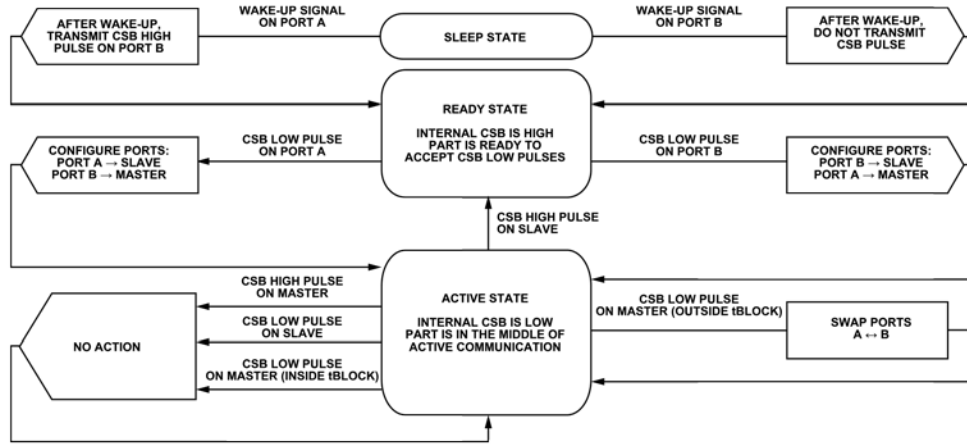 AFTER WAKE-UP,
TRANSMIT CSB HIGH
PULSE ON PORT B
WAKE-UP SIGNAL
ON PORT A
SLEEP STATE
WAKE-UP SIGNAL
ON PORT B
AFTER WAKE-UP,
DO NOT TRANSMIT
CSB PULSE
READY STATE
INTERNAL CSB IS HIGH
PART IS READY TO
ACCEPT CSB LOW PULSES
CONFIGURE PORTS:
PORT A → SLAVE
PORT B → MASTER
CSB LOW PULSE
ON PORT A
CSB LOW PULSE
ON PORT B
CONFIGURE PORTS:
PORT B → SLAVE
PORT A → MASTER
CSB HIGH PULSE
ON SLAVE
NO ACTION
CSB HIGH PULSE
ON MASTER
CSB LOW PULSE
ON SLAVE
CSB LOW PULSE
ON MASTER (INSIDE tBLOCK)
ACTIVE STATE
INTERNAL CSB IS LOW
PART IS IN THE MIDDLE OF
ACTIVE COMMUNICATION
CSB LOW PULSE
ON MASTER (OUTSIDE tBLOCK)
SWAP PORTS
A ↔ B